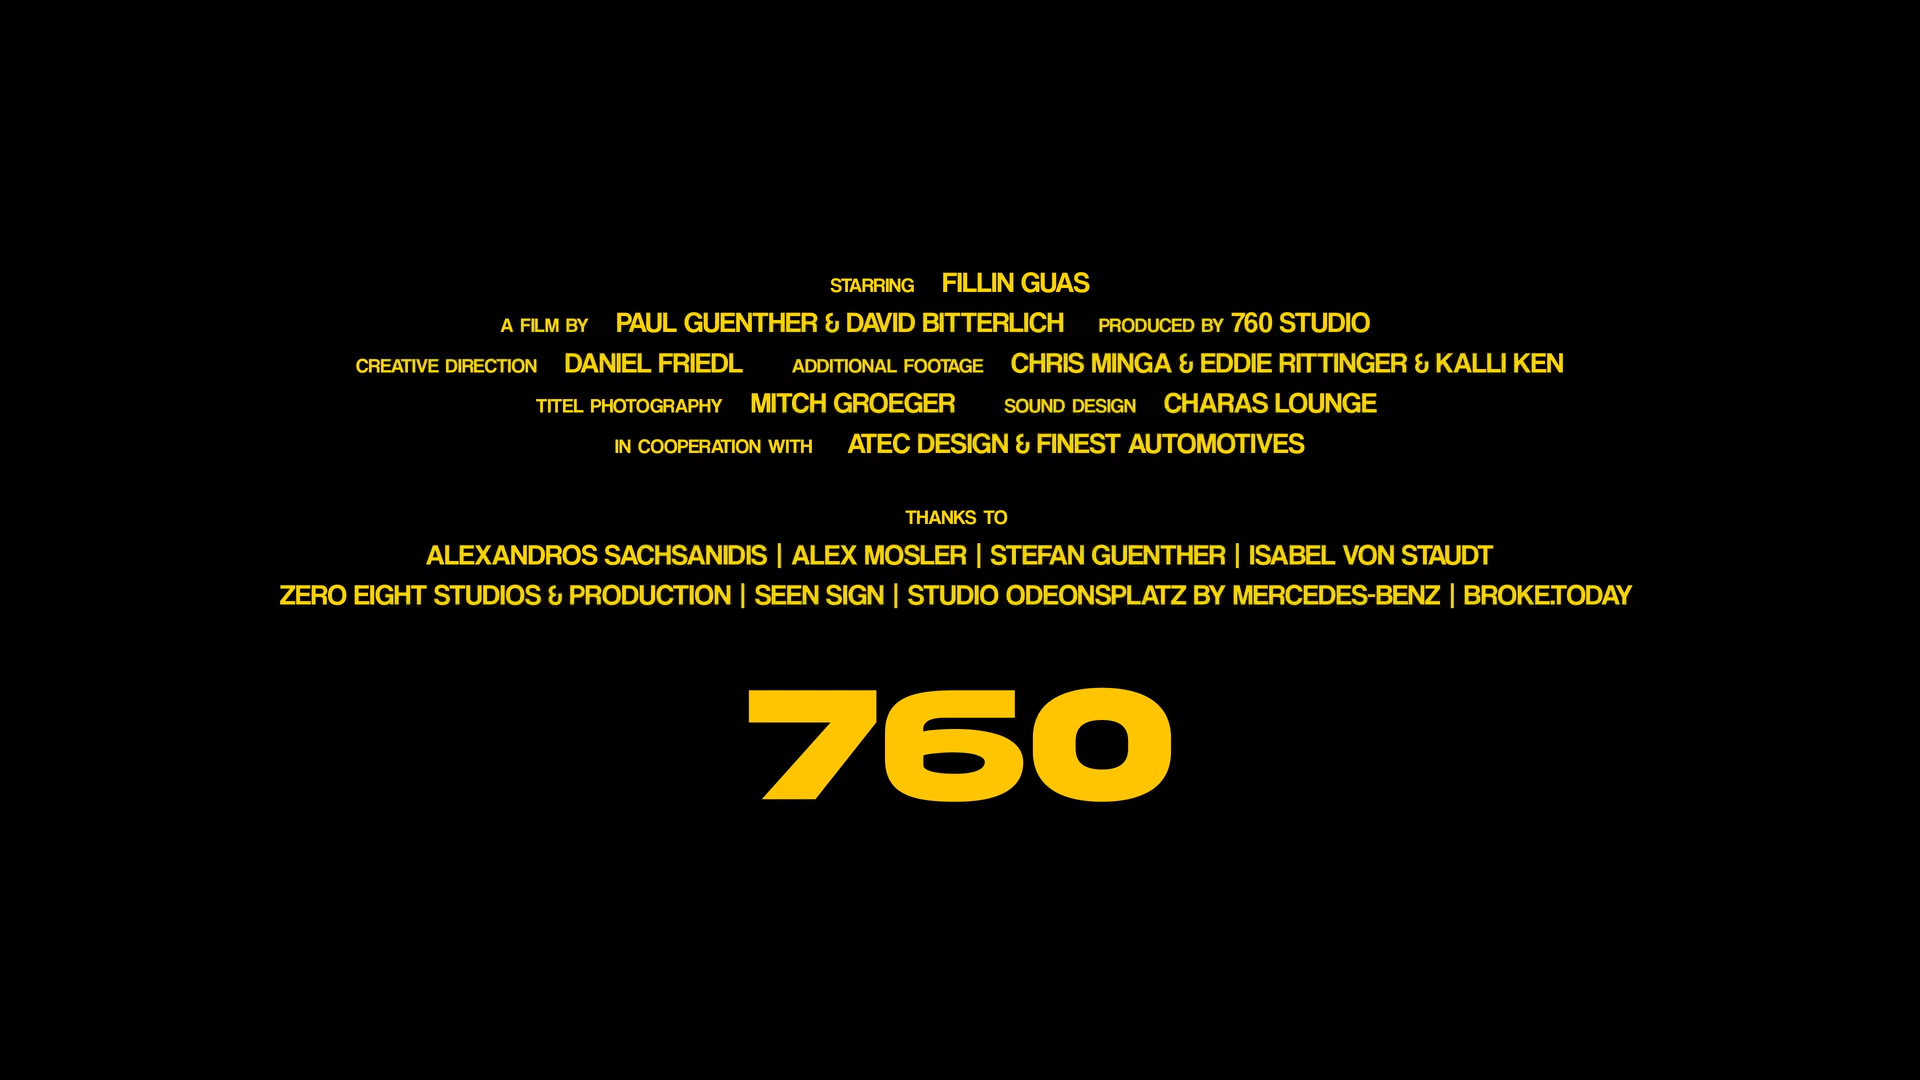 STARRING FILLIN GUAS
A FILM BY PAUL GUENTHER & DAVID BITTERLICH PRODUCED BY 760 STUDIO
CREATIVE DIRECTION DANIEL FRIEDL ADDITIONAL FOOTAGE CHRIS MINGA & EDDIE RITTINGER & KALLI KEN
TITEL PHOTOGRAPHY MITCH GROEGER SOUND DESIGN CHARAS LOUNGE
IN COOPERATION WITH ATEC DESIGN & FINEST AUTOMOTIVES
THANKS TO
ALEXANDROS SACHSANIDIS | ALEX MOSLER | STEFAN GUENTHER | ISABEL VON STAUDT
ZERO EIGHT STUDIOS & PRODUCTION | SEEN SIGN | STUDIO ODEONSPLATZ BY MERCEDES-BENZ | BROKE.TODAY
760